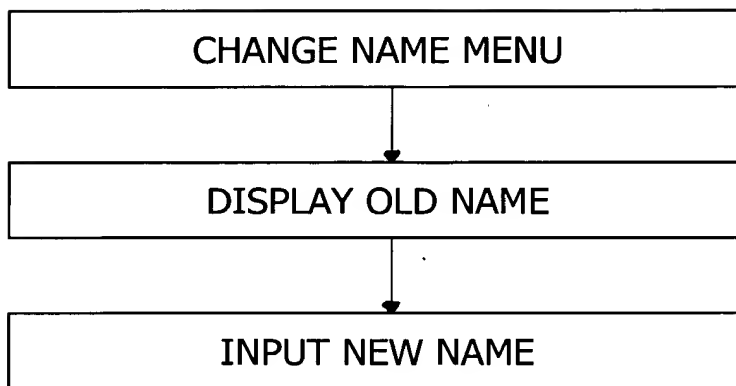 CHANGE NAME MENU
DISPLAY OLD NAME
INPUT NEW NAME